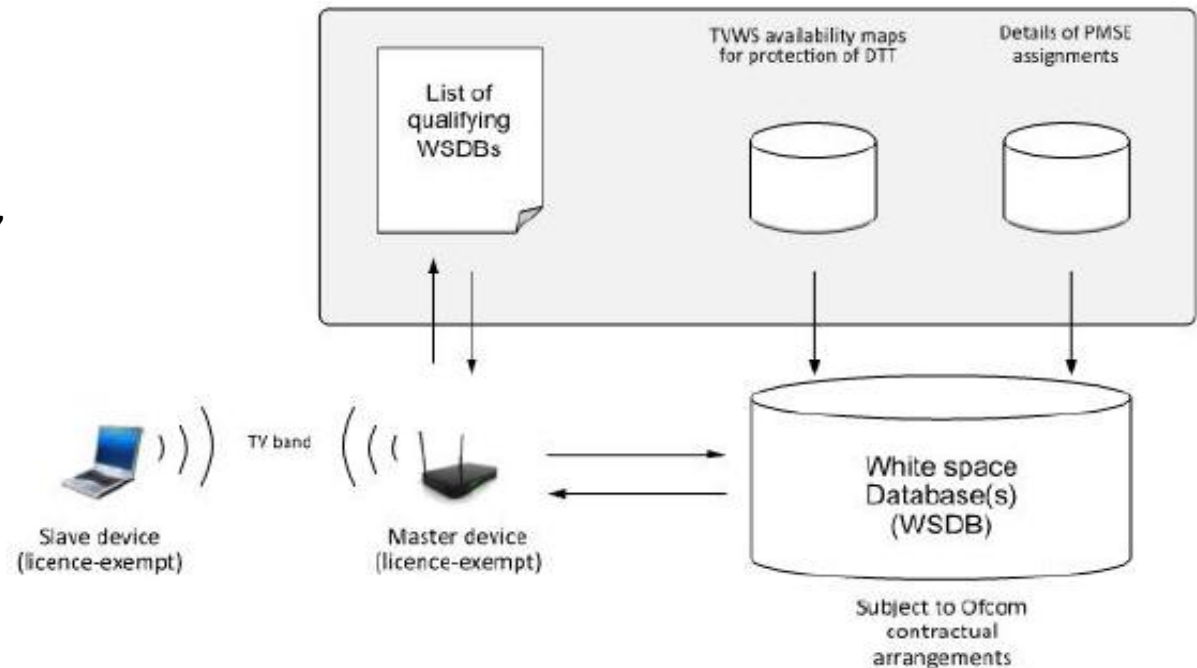 List of
qualifying
WSDBs
TVWS availability maps
for protection of DTT
Details of PMSE
assignments
,
TV band
Slave device
(licence-exempt)
Master device
(licence-exempt)
White space
Database(s)
(WSDB)
Subject to Ofcom
contractual
arrangements